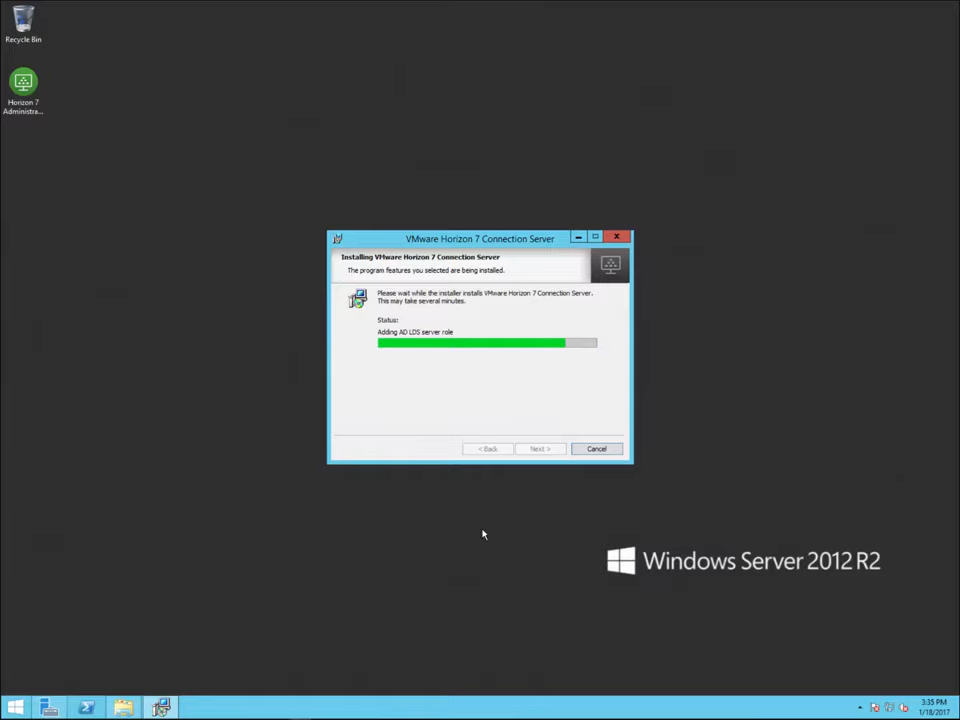 Recycle Bin
Horizon 7
Administra...
VMware Horizon 7 Connection Server
Installing VMware Horizon 7 Connection Server
The program features you selected are being installed.
Please wait while the installer installs VMware Horizon 7 Connection Server.
This may take several minutes.
Status:
Adding AD LDS server role
< Back
Next >
Cancel
Windows Server 2012 R2
3:35 PM
1/18/2017